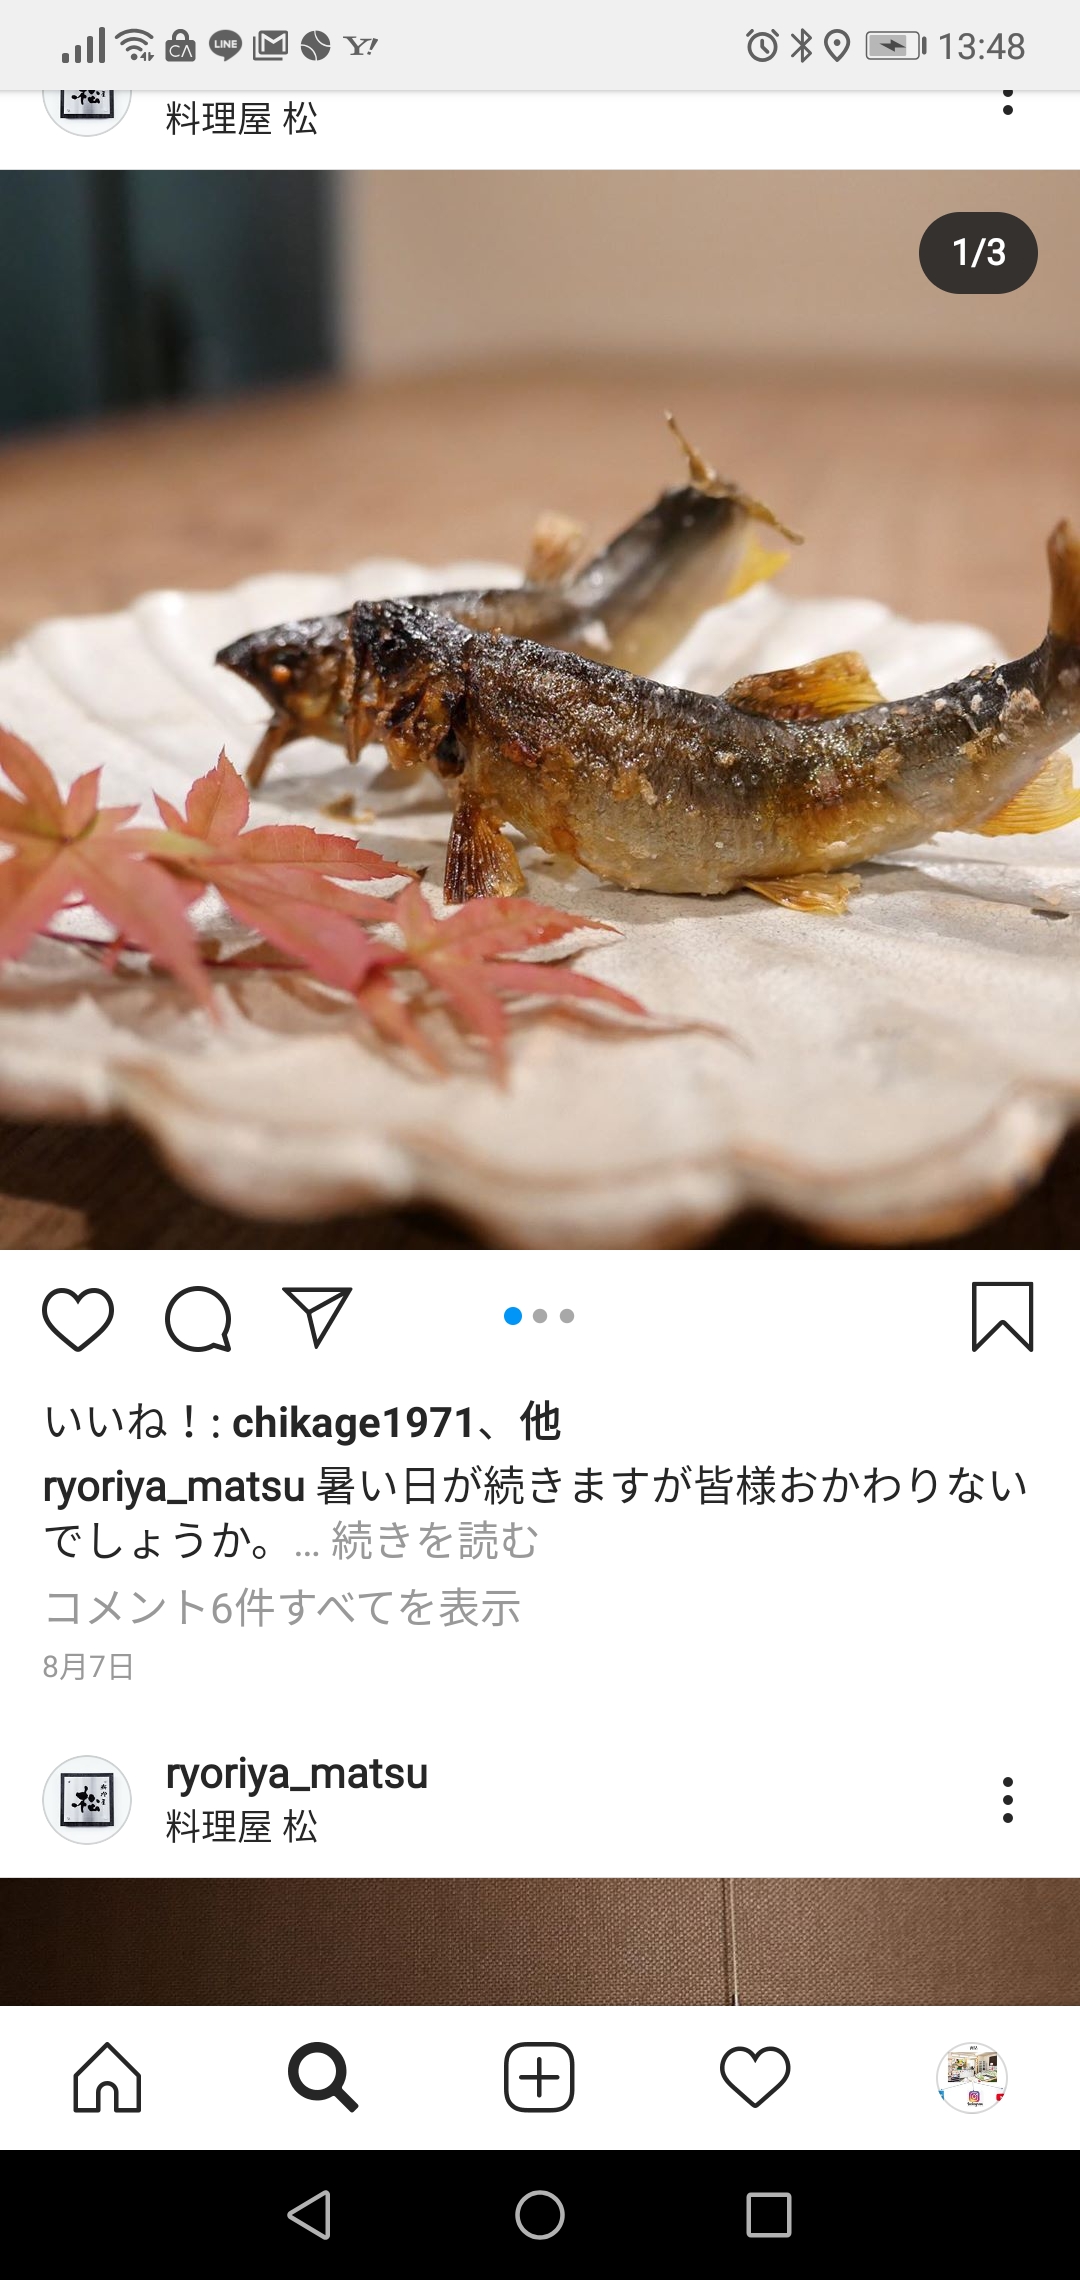 CA
LINE
Y!
13:48
料理屋 松
1/3
いいね！: chikage1971、他
ryoriya_matsu 暑い日が続きますが皆様おかわりない
でしょうか。... 続きを読む
コメント6件すべてを表示
8月7日
松
ryoriya_matsu
料理屋 松